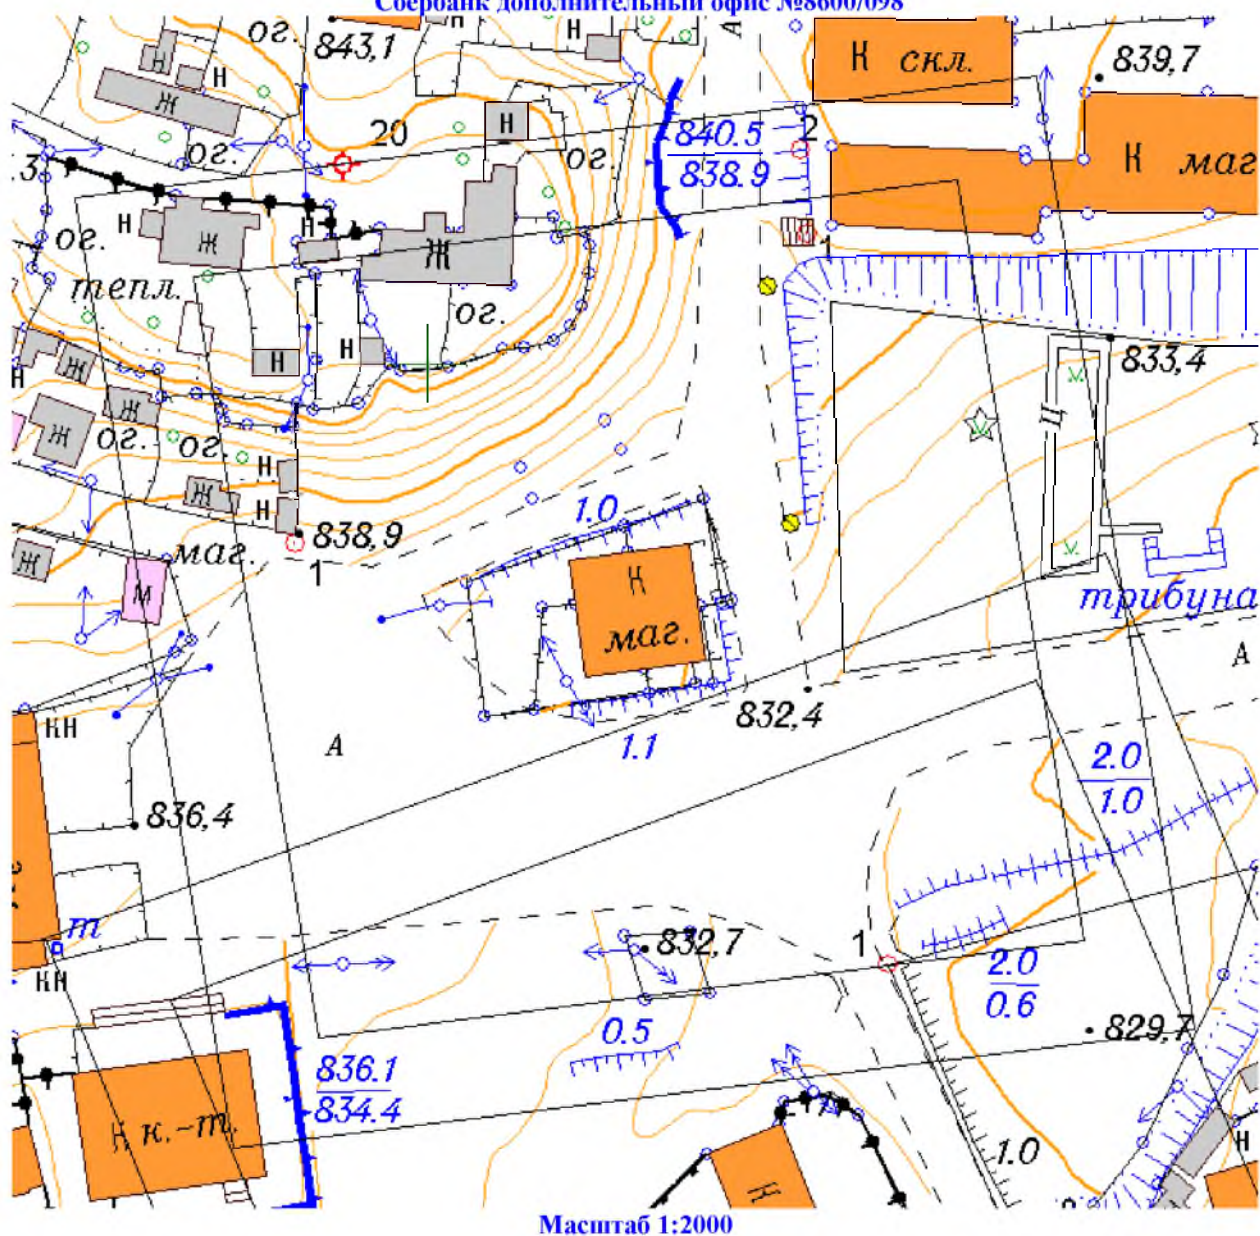 Сбербанк дополнительный офис №8600/098
ог.
843,1
н
н
А
К скл.
839,7
н
н
Ж
20
н
840.5
838.9
2
К маг
ог.
ог.
.3
н
ог.
Ж
н
Ж
тепл.
ог.
1
н
н
833,4
н
Ж
Ж
Ж
ог.
ог.
Ц
н
Ж
н
838,9
1.0
Ж
маг.
1
М
К
маг.
трибуна
А
832,4
КН
А
1.1
2.0
1.0
836,4
т
832,7
1
КН
2.0
0.6
0.5
829,7
836.1
834.4
К к.-т.
1.0
н
Н
Масштаб 1:2000